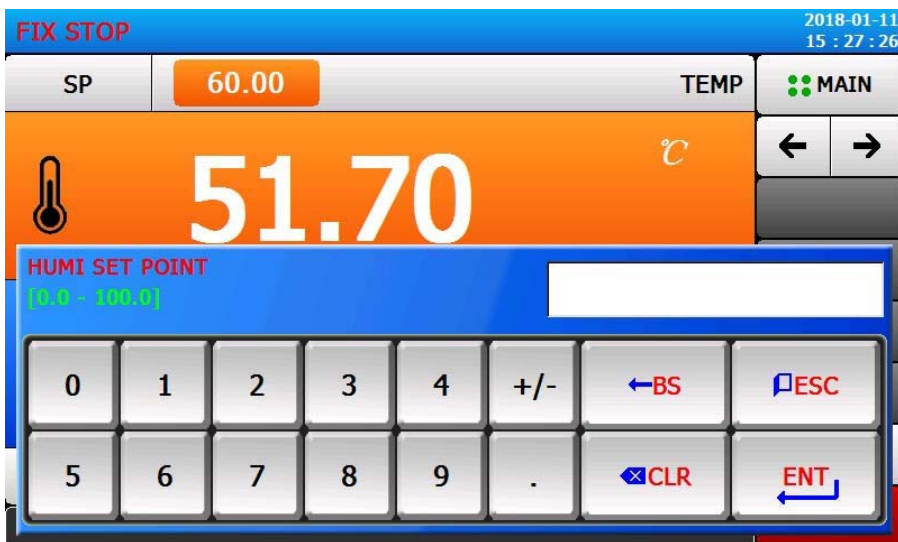 FIX STOP
2018-01-11
15 : 27 : 26
SP 60.00 TEMP
MAIN
← →
51.70 ℃
HUMI SET POINT
[0.0 - 100.0]
0 1 2 3 4 +/- ←BS ESC
5 6 7 8 9 . CLR ENT